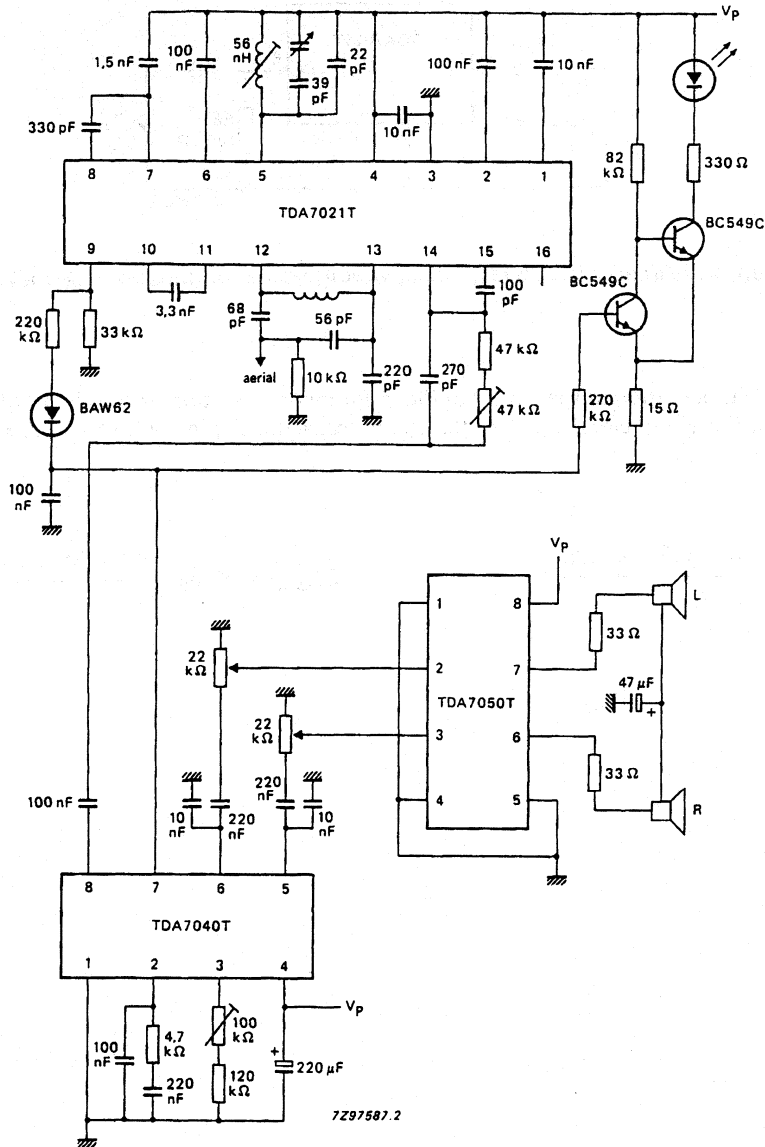 Vp
1,5 nF
100 nF
56 nH
39 pF
22 pF
10 nF
100 nF
10 nF
330 pF
82 kΩ
330 Ω
8 7 6 5 4 3 2 1
TDA7021T
BC549C
9 10 11 12 13 14 15 16
BC549C
220 kΩ
33 kΩ
3,3 nF
68 pF
56 pF
aerial
10 kΩ
220 pF
270 pF
100 pF
47 kΩ
47 kΩ
270 kΩ
15 Ω
BAW62
100 nF
Vp
1 8
22 kΩ
2 7
33 Ω
L
TDA7050T
47 µF
+
22 kΩ
3 6
33 Ω
4 5
R
100 nF
10 nF
220 nF
220 nF
10 nF
8 7 6 5
TDA7040T
1 2 3 4
Vp
100 nF
4,7 kΩ
220 nF
100 kΩ
120 kΩ
+
220 µF
7Z97587.2